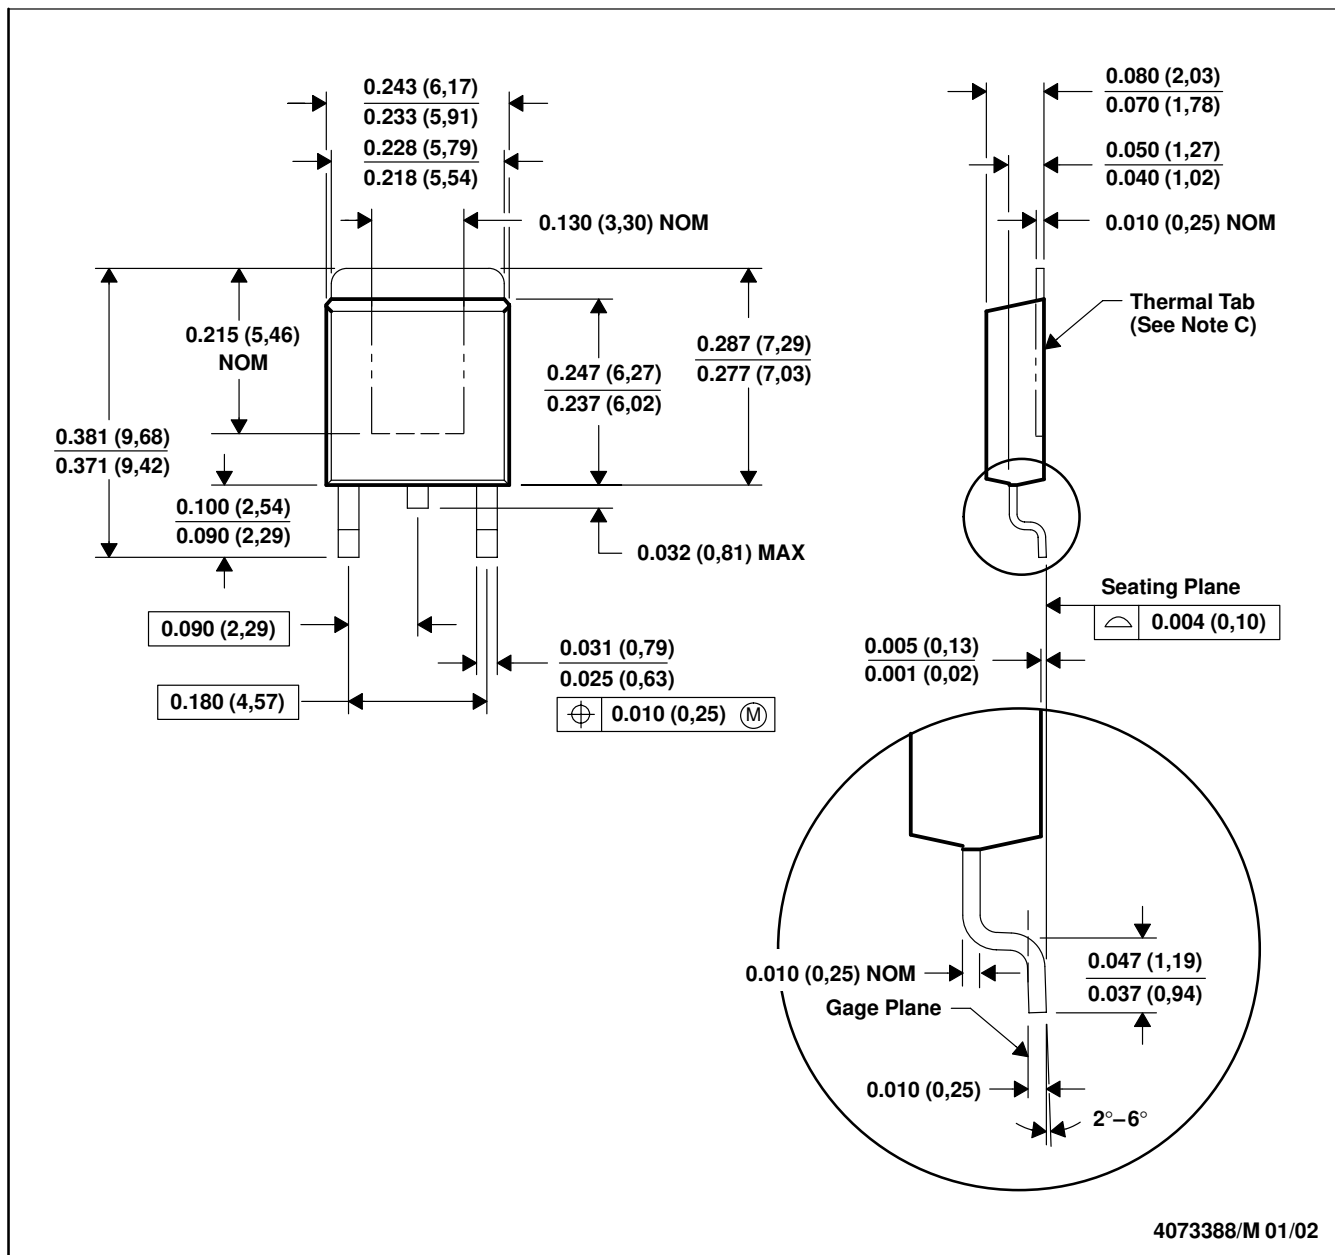 0.243 (6,17)
0.233 (5,91)
0.228 (5,79)
0.218 (5,54)
0.130 (3,30) NOM
0.215 (5,46)
NOM
0.287 (7,29)
0.277 (7,03)
0.247 (6,27)
0.237 (6,02)
0.381 (9,68)
0.371 (9,42)
0.100 (2,54)
0.090 (2,29)
0.032 (0,81) MAX
0.090 (2,29)
0.031 (0,79)
0.025 (0,63)
0.180 (4,57)
0.010 (0,25) Ⓜ
0.080 (2,03)
0.070 (1,78)
0.050 (1,27)
0.040 (1,02)
0.010 (0,25) NOM
Thermal Tab
(See Note C)
Seating Plane
0.004 (0,10)
0.005 (0,13)
0.001 (0,02)
0.010 (0,25) NOM
0.047 (1,19)
0.037 (0,94)
Gage Plane
0.010 (0,25)
2°–6°
4073388/M 01/02